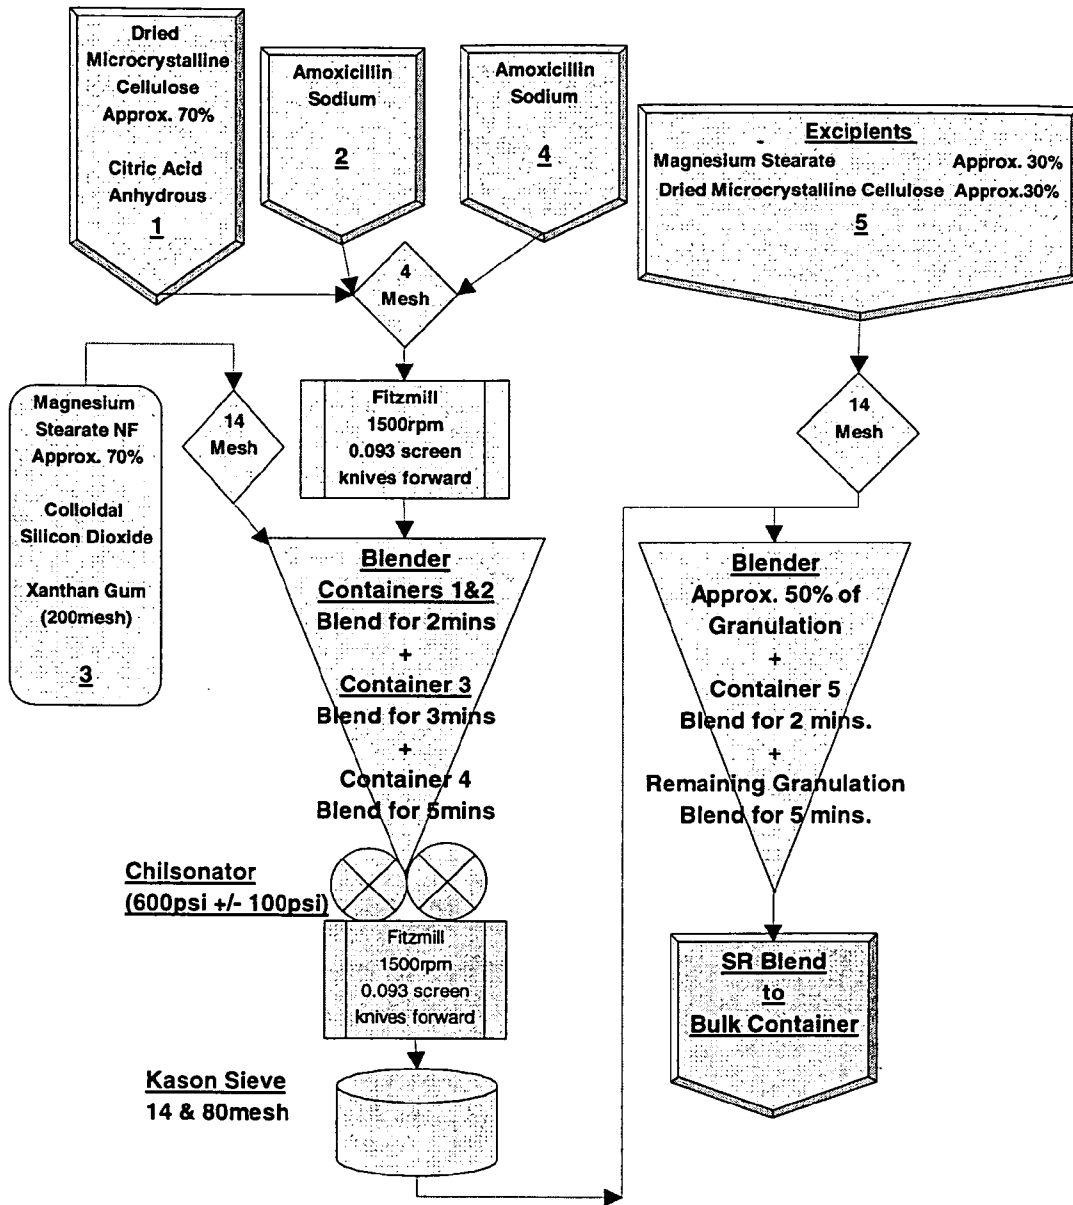 Dried
Microcrystalline
Cellulose
Approx. 70%
Citric Acid
Anhydrous
1
Amoxicillin
Sodium
2
Amoxicillin
Sodium
4
Excipients
Magnesium Stearate Approx. 30%
Dried Microcrystalline Cellulose Approx.30%
5
4
Mesh
Magnesium
Stearate NF
Approx. 70%
Colloidal
Silicon Dioxide
Xanthan Gum
(200mesh)
3
14
Mesh
Fitzmill
1500rpm
0.093 screen
knives forward
14
Mesh
Blender
Containers 1&2
Blend for 2mins
+
Container 3
Blend for 3mins
+
Container 4
Blend for 5mins
Blender
Approx. 50% of
Granulation
+
Container 5
Blend for 2 mins.
+
Remaining Granulation
Blend for 5 mins.
Chilsonator
(600psi +/- 100psi)
Fitzmill
1500rpm
0.093 screen
knives forward
Kason Sieve
14 & 80mesh
SR Blend
to
Bulk Container